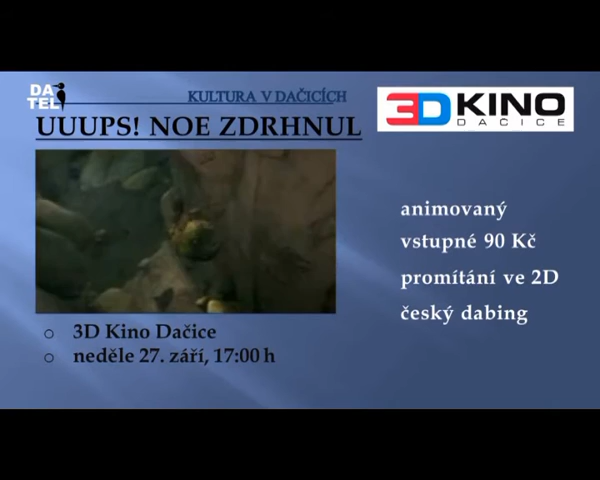 DA
TEL
KULTURA V DAČICÍCH
UUUPS! NOE ZDRHNUL
3D KINO
DACICE
animovaný
vstupné 90 Kč
promítání ve 2D
český dabing
3D Kino Dačice
neděle 27. září, 17:00 h